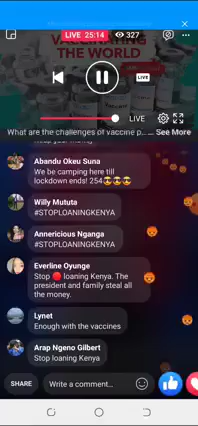 VACCINATING
THE WORLD
LIVE 25:14
327
LIVE
LIVE
What are the challenges of vaccine p... ... See More
Abandu Okeu Suna
We be camping here till
lockdown ends! 254😎😎😎
Willy Mututa
#STOPLOANINGKENYA
Annericious Nganga
#STOPLOANINGKENYA
Everline Oyunge
Stop 🛑 loaning Kenya. The
president and family steal all
the money.
Lynet
Enough with the vaccines
Arap Ngeno Gilbert
Stop loaning Kenya
SHARE
Write a comment...